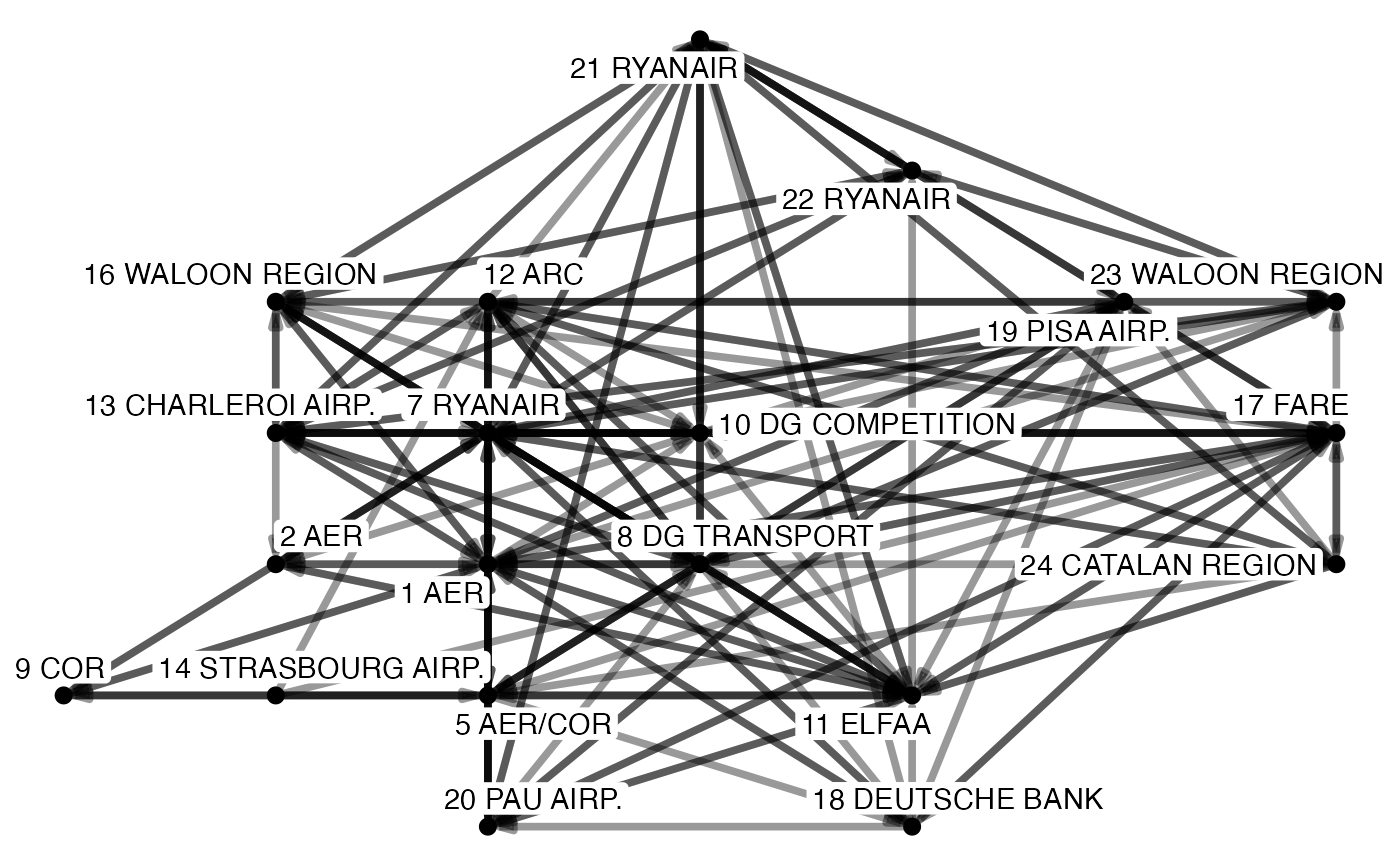 21 RYANAIR
22 RYANAIR
16 WALOON REGION
12 ARC
23 WALOON REGION
19 PISA AIRP.
13 CHARLEROI AIRP.
7 RYANAIR
10 DG COMPETITION
17 FARE
2 AER
8 DG TRANSPORT
24 CATALAN REGION
1 AER
9 COR
14 STRASBOURG AIRP.
5 AER/COR
11 ELFAA
20 PAU AIRP.
18 DEUTSCHE BANK